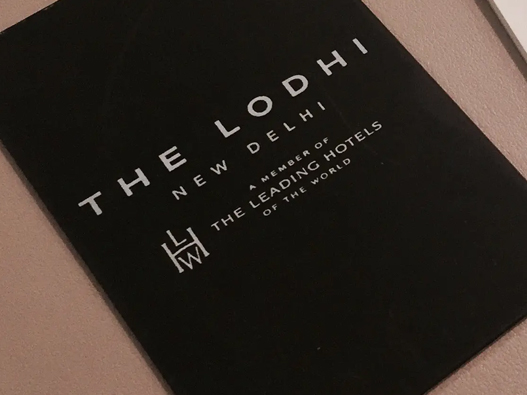 THE LODHI
NEW DELHI
A MEMBER OF
THE LEADING HOTELS
OF THE WORLD
LHW